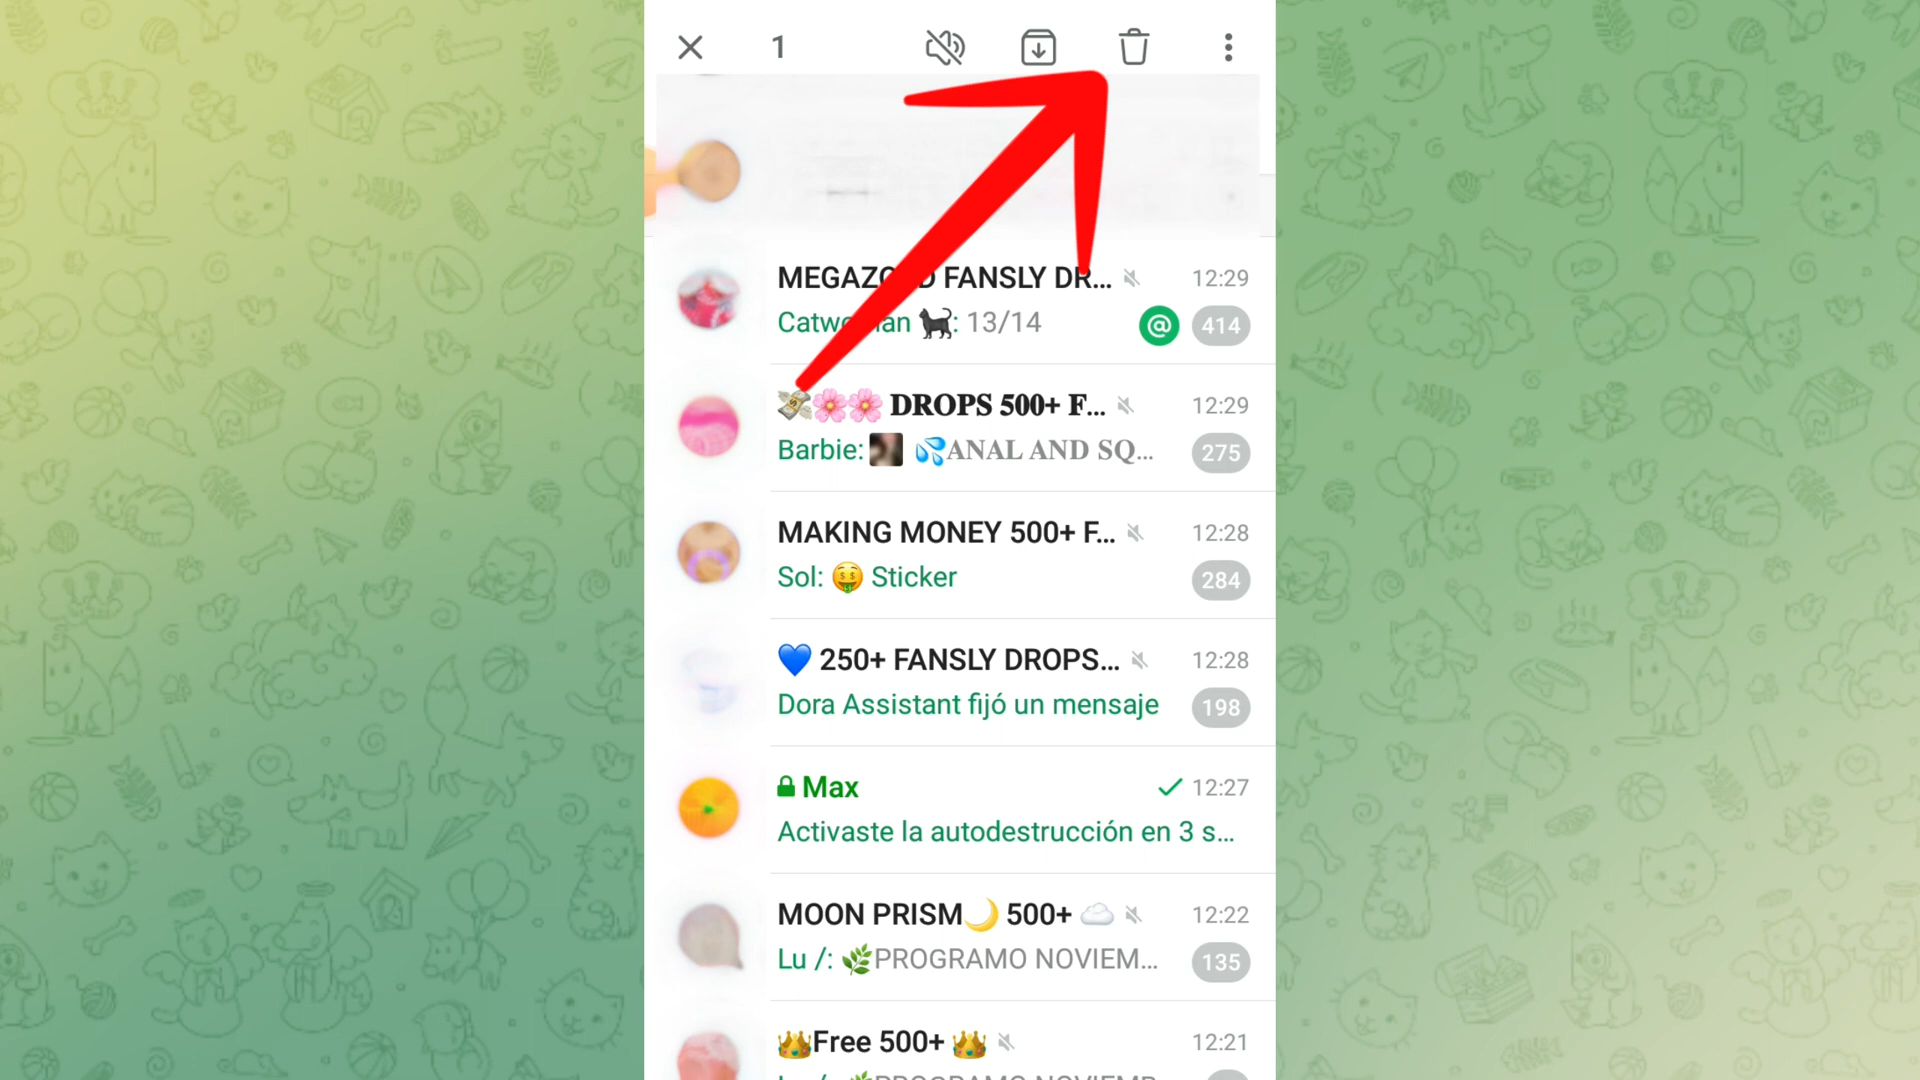 1
MEGAZ D FANSLY DR... 12:29
Catw an 🐈‍⬛: 13/14 @ 414
💸🌸🌸 DROPS 500+ F... 12:29
Barbie: 💦ANAL AND SQ... 275
MAKING MONEY 500+ F... 12:28
Sol: 🤑 Sticker 284
💙 250+ FANSLY DROPS... 12:28
Dora Assistant fijó un mensaje 198
Max 12:27
Activaste la autodestrucción en 3 s...
MOON PRISM🌙 500+ ☁️ 12:22
Lu /: 🌿PROGRAMO NOVIEM... 135
👑Free 500+ 👑 12:21